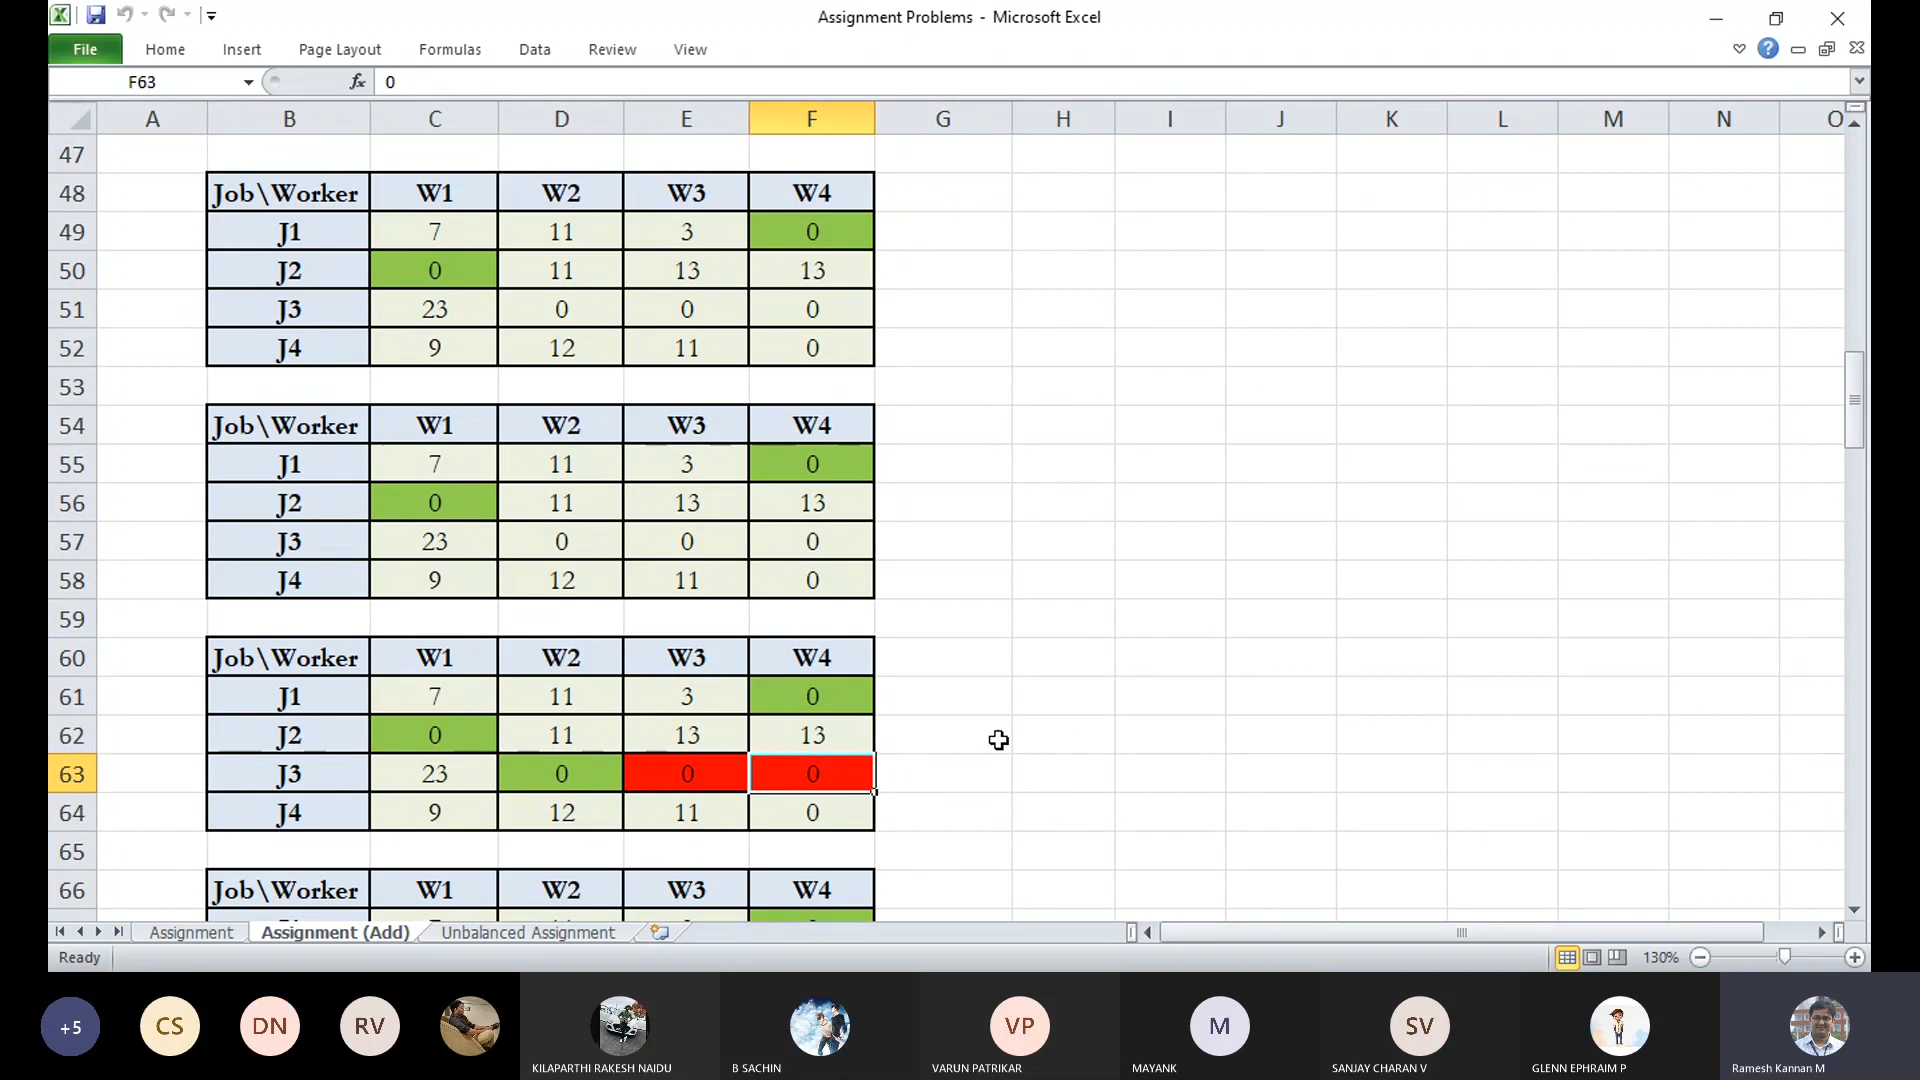 Assignment Problems - Microsoft Excel
File Home Insert Page Layout Formulas Data Review View
F63 fx 0
A B C D E F G H I J K L M N O
47
48 Job\Worker W1 W2 W3 W4
49 J1 7 11 3 0
50 J2 0 11 13 13
51 J3 23 0 0 0
52 J4 9 12 11 0
53
54 Job\Worker W1 W2 W3 W4
55 J1 7 11 3 0
56 J2 0 11 13 13
57 J3 23 0 0 0
58 J4 9 12 11 0
59
60 Job\Worker W1 W2 W3 W4
61 J1 7 11 3 0
62 J2 0 11 13 13
63 J3 23 0 0 0
64 J4 9 12 11 0
65
66 Job\Worker W1 W2 W3 W4
Assignment Assignment (Add) Unbalanced Assignment
Ready 130%
+5 CS DN RV VP M SV
KILAPARTHI RAKESH NAIDU B SACHIN VARUN PATRIKAR MAYANK SANJAY CHARAN V GLENN EPHRAIM P Ramesh Kannan M